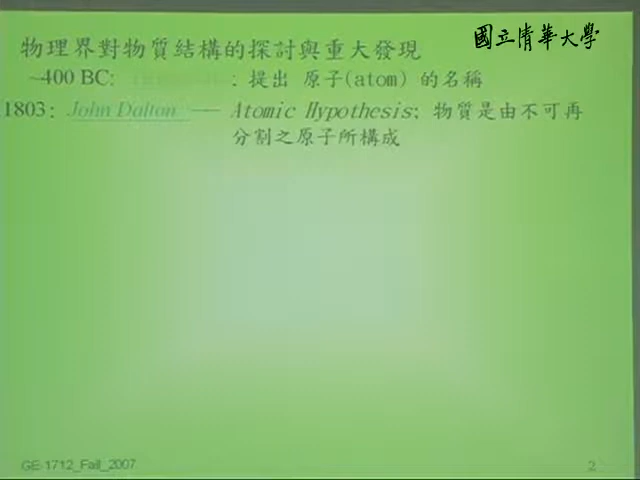 國立清華大學
物理界對物質結構的探討與重大發現
~400 BC: : 提出 原子(atom) 的名稱
1803: John Dalton — Atomic Hypothesis; 物質是由不可再
分割之原子所構成
GE 1712_Fall_2007
2